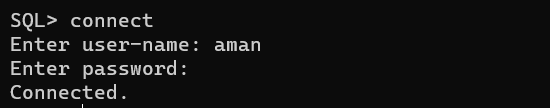 SQL> connect
Enter user-name: aman
Enter password:
Connected.